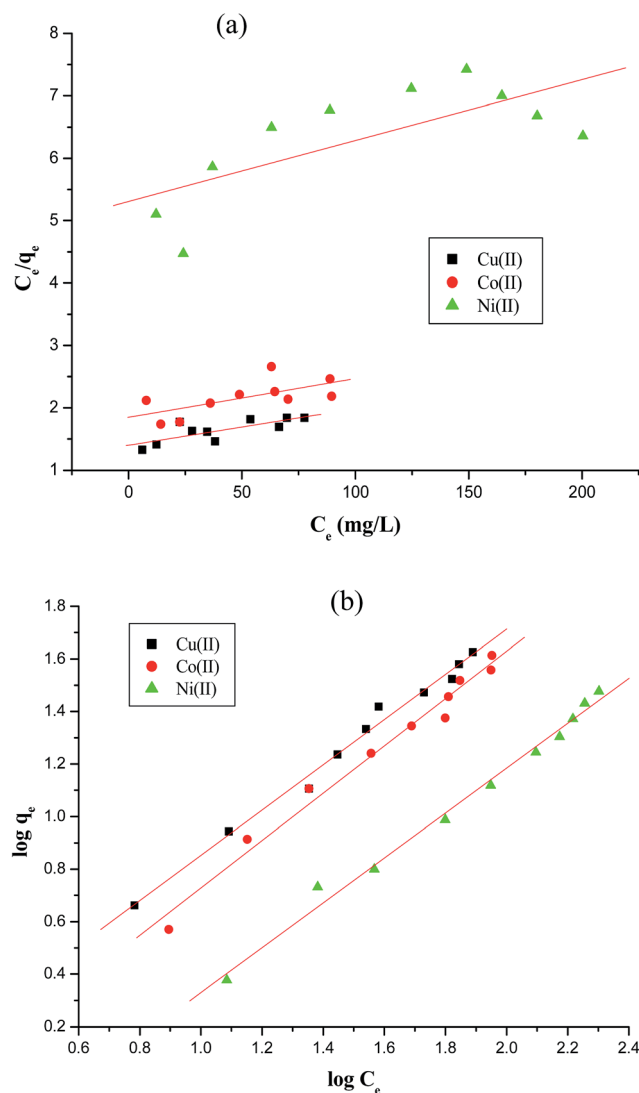 (a)
8
7
6
5
4
3
2
1
C_e/q_e
Cu(II)
Co(II)
Ni(II)
0 50 100 150 200
C_e (mg/L)
(b)
1.8
1.6
1.4
1.2
1.0
0.8
0.6
0.4
0.2
log q_e
Cu(II)
Co(II)
Ni(II)
0.6 0.8 1.0 1.2 1.4 1.6 1.8 2.0 2.2 2.4
log C_e